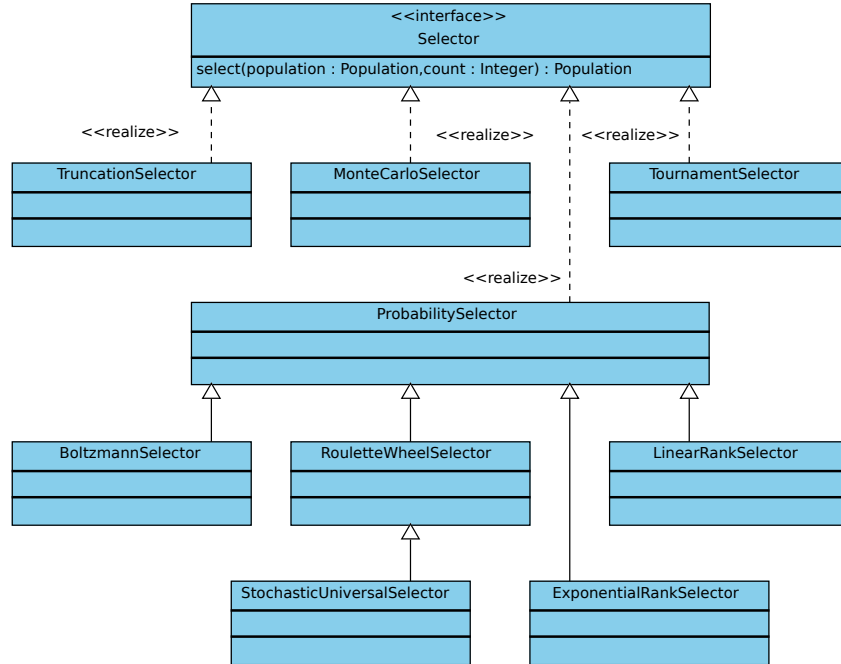 <<interface>>
Selector
select(population : Population,count : Integer) : Population
<<realize>>
<<realize>>
<<realize>>
TruncationSelector
MonteCarloSelector
TournamentSelector
<<realize>>
ProbabilitySelector
BoltzmannSelector
RouletteWheelSelector
LinearRankSelector
StochasticUniversalSelector
ExponentialRankSelector